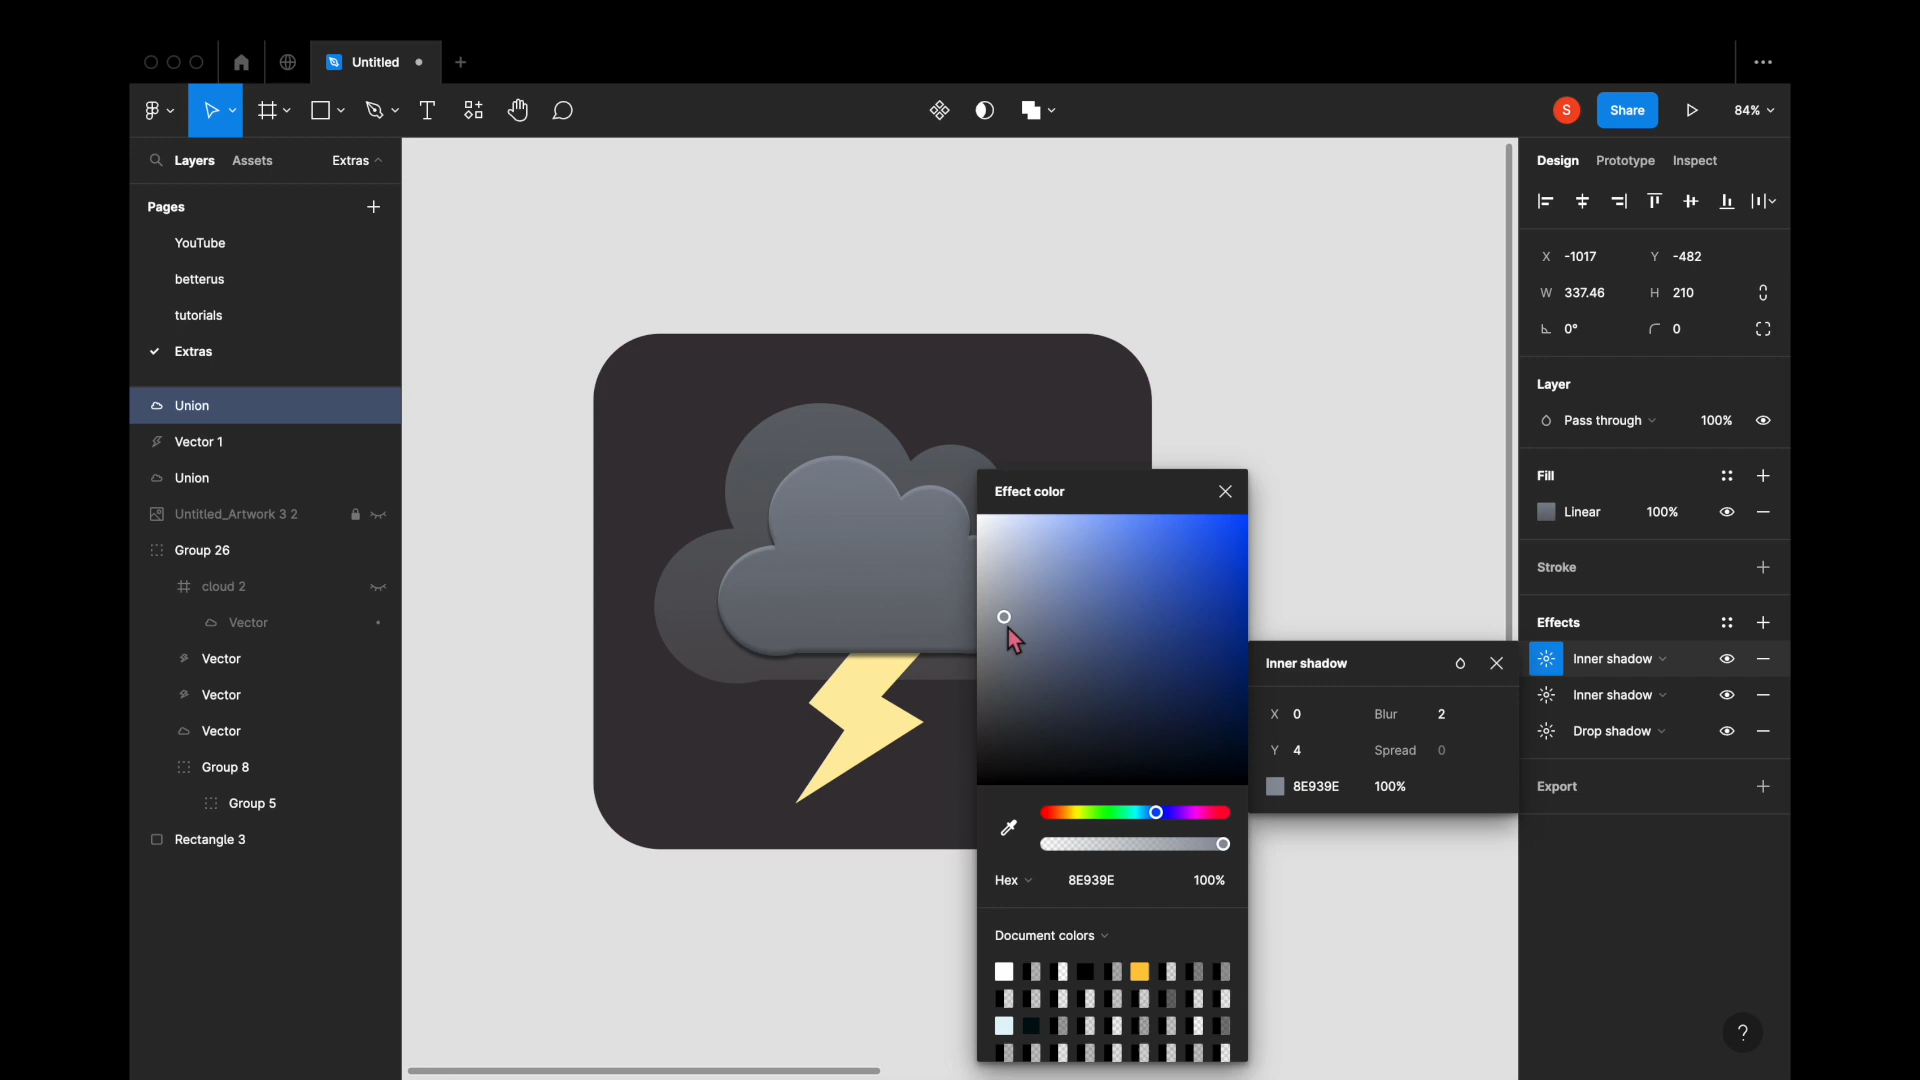 Untitled
S
Share
84%
Layers Assets Extras
Pages
YouTube
betterus
tutorials
Extras
Union
Vector 1
Union
Untitled_Artwork 3 2
Group 26
cloud 2
Vector
Vector
Vector
Vector
Group 8
Group 5
Rectangle 3
Effect color
Hex 8E939E 100%
Document colors
Inner shadow
X 0 Blur 2
Y 4 Spread 0
8E939E 100%
Design Prototype Inspect
X -1017 Y -482
W 337.46 H 210
0° 0
Layer
Pass through 100%
Fill
Linear 100%
Stroke
Effects
Inner shadow
Inner shadow
Drop shadow
Export
?